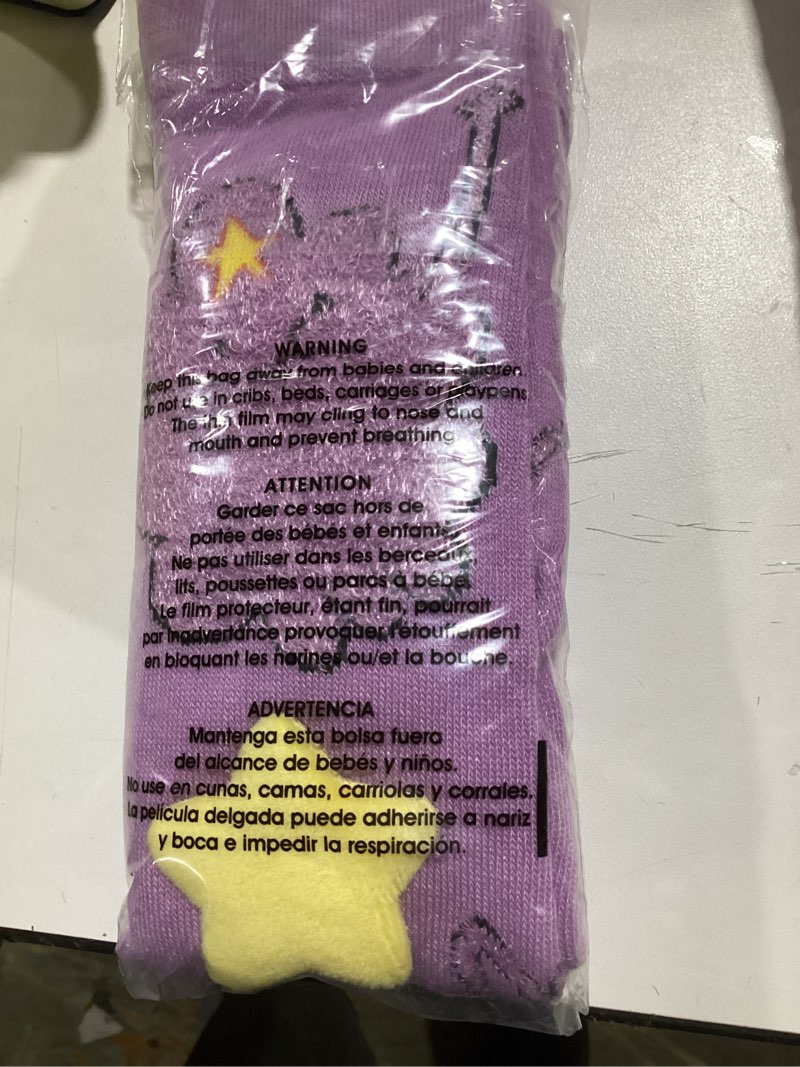 WARNING
Keep this bag away from babies and children.
Do not use in cribs, beds, carriages or playpens.
The thin film may cling to nose and
mouth and prevent breathing.
ATTENTION
Garder ce sac hors de
portée des bébés et enfants.
Ne pas utiliser dans les berceaux,
lits, poussettes ou parcs à bébé.
Le film protecteur, étant fin, pourrait
par inadvertance provoquer l'étouffement
en bloquant les narines ou/et la bouche.
ADVERTENCIA
Mantenga esta bolsa fuera
del alcance de bebés y niños.
No use en cunas, camas, carriolas y corrales.
La película delgada puede adherirse a nariz
y boca e impedir la respiración.